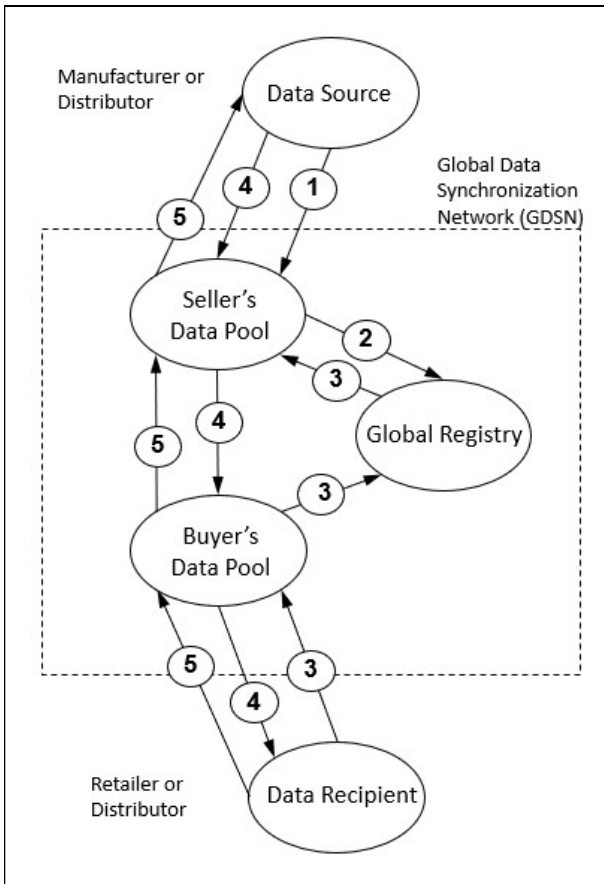 Manufacturer or
Distributor
Data Source
4
1
5
Global Data
Synchronization
Network (GDSN)
Seller's
Data Pool
2
3
4
5
Global Registry
3
Buyer's
Data Pool
5
4
3
Retailer or
Distributor
Data Recipient